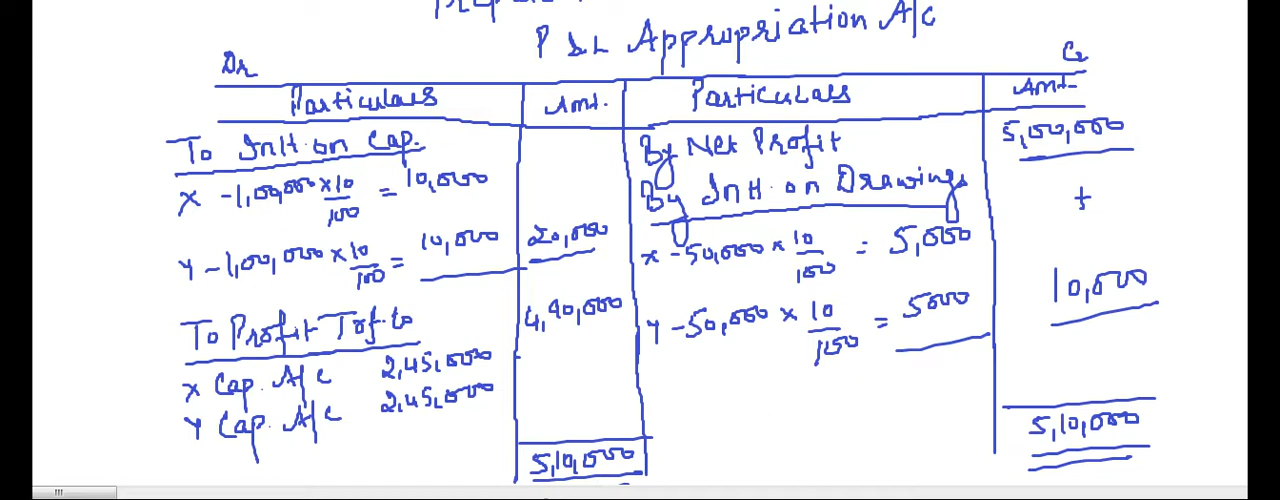 P & L Appropriation A/c
Dr Cr
Particulars Amt. Particulars Amt.
To Intt. on Cap. By Net Profit 5,00,000
X - 1,00,000 x 10/100 = 10,000 By Intt. on Drawings +
Y - 1,00,000 x 10/100 = 10,000 20,000 X - 50,000 x 10/100 = 5,000
To Profit Trf. to 4,90,000 Y - 50,000 x 10/100 = 5000 10,000
X Cap. A/c 2,45,000
Y Cap. A/c 2,45,000
5,10,000 5,10,000